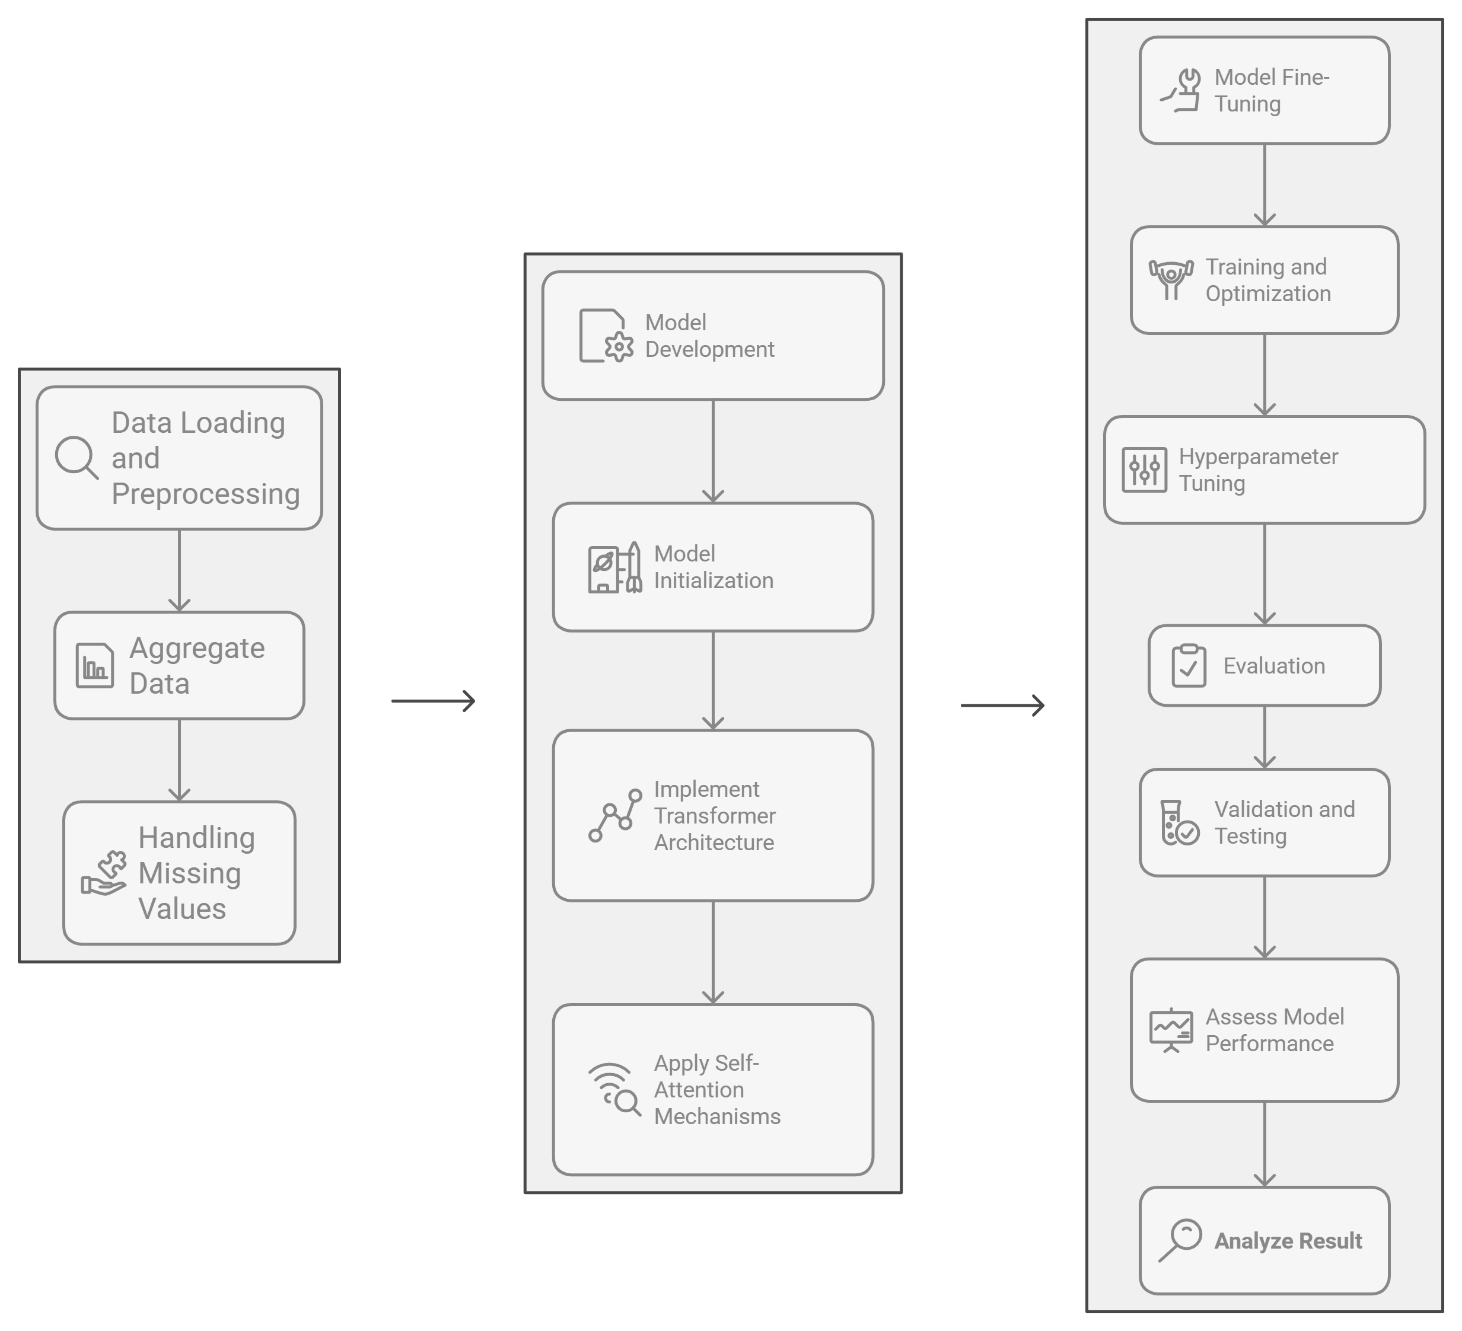 Data Loading
and
Preprocessing
Aggregate
Data
Handling
Missing
Values
Model
Development
Model
Initialization
Implement
Transformer
Architecture
Apply Self-
Attention
Mechanisms
Model Fine-
Tuning
Training and
Optimization
Hyperparameter
Tuning
Evaluation
Validation and
Testing
Assess Model
Performance
Analyze Result